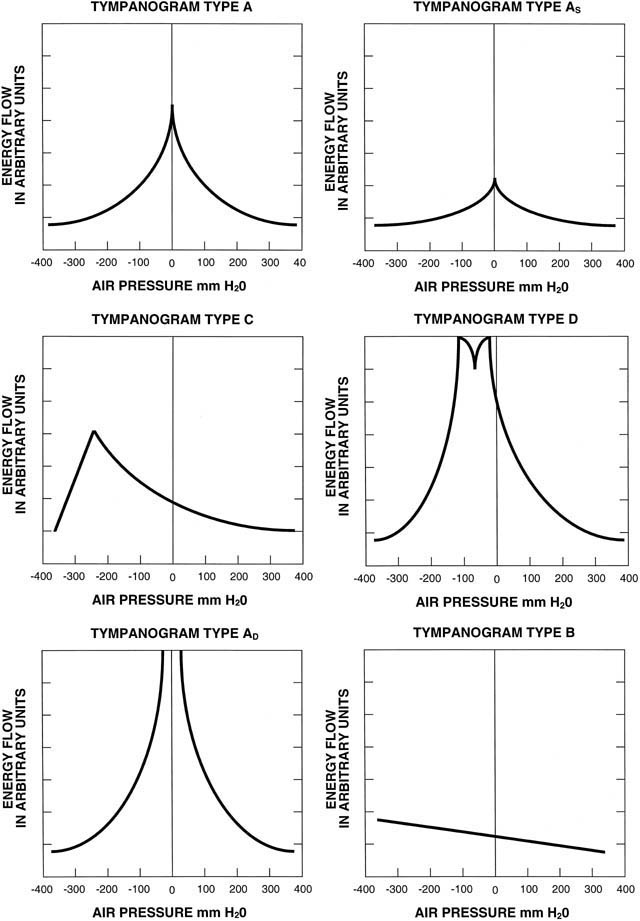 TYMPANOGRAM TYPE A
ENERGY FLOW
IN ARBITRARY UNITS
-400 -300 -200 -100 0 100 200 300 40
AIR PRESSURE mm H₂0
TYMPANOGRAM TYPE Aₛ
ENERGY FLOW
IN ARBITRARY UNITS
-400 -300 -200 -100 0 100 200 300 400
AIR PRESSURE mm H₂0
TYMPANOGRAM TYPE C
ENERGY FLOW
IN ARBITRARY UNITS
-400 -300 -200 -100 0 100 200 300 400
AIR PRESSURE mm H₂0
TYMPANOGRAM TYPE D
ENERGY FLOW
IN ARBITRARY UNITS
-400 -300 -200 -100 0 100 200 300 400
AIR PRESSURE mm H₂0
TYMPANOGRAM TYPE A_D
ENERGY FLOW
IN ARBITRARY UNITS
-400 -300 -200 -100 0 100 200 300 400
AIR PRESSURE mm H₂0
TYMPANOGRAM TYPE B
ENERGY FLOW
IN ARBITRARY UNITS
-400 -300 -200 -100 0 100 200 300 400
AIR PRESSURE mm H₂0